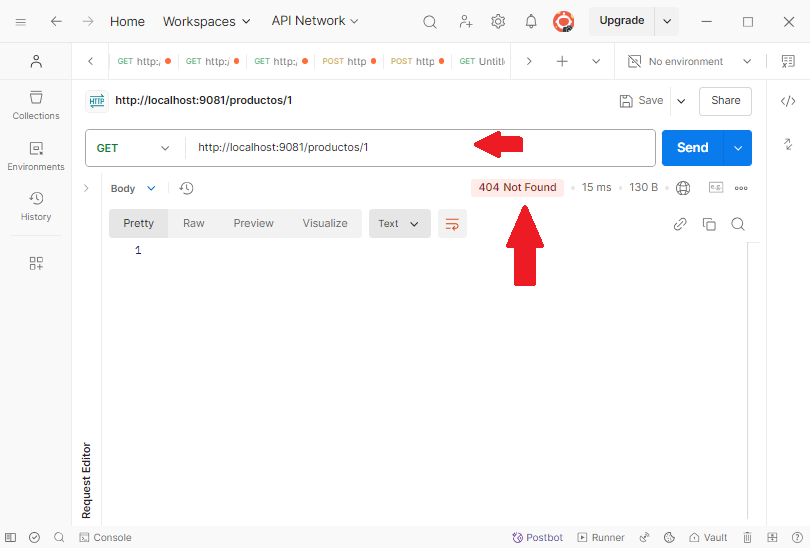 Home Workspaces API Network Upgrade
GET http:/ GET http:/ GET http:/ POST http POST http GET Untitl No environment
HTTP http://localhost:9081/productos/1 Save Share
Collections
GET http://localhost:9081/productos/1 Send
Environments
Body 404 Not Found • 15 ms • 130 B e.g.
History
Pretty Raw Preview Visualize Text
1
Request Editor
Console Postbot Runner Vault